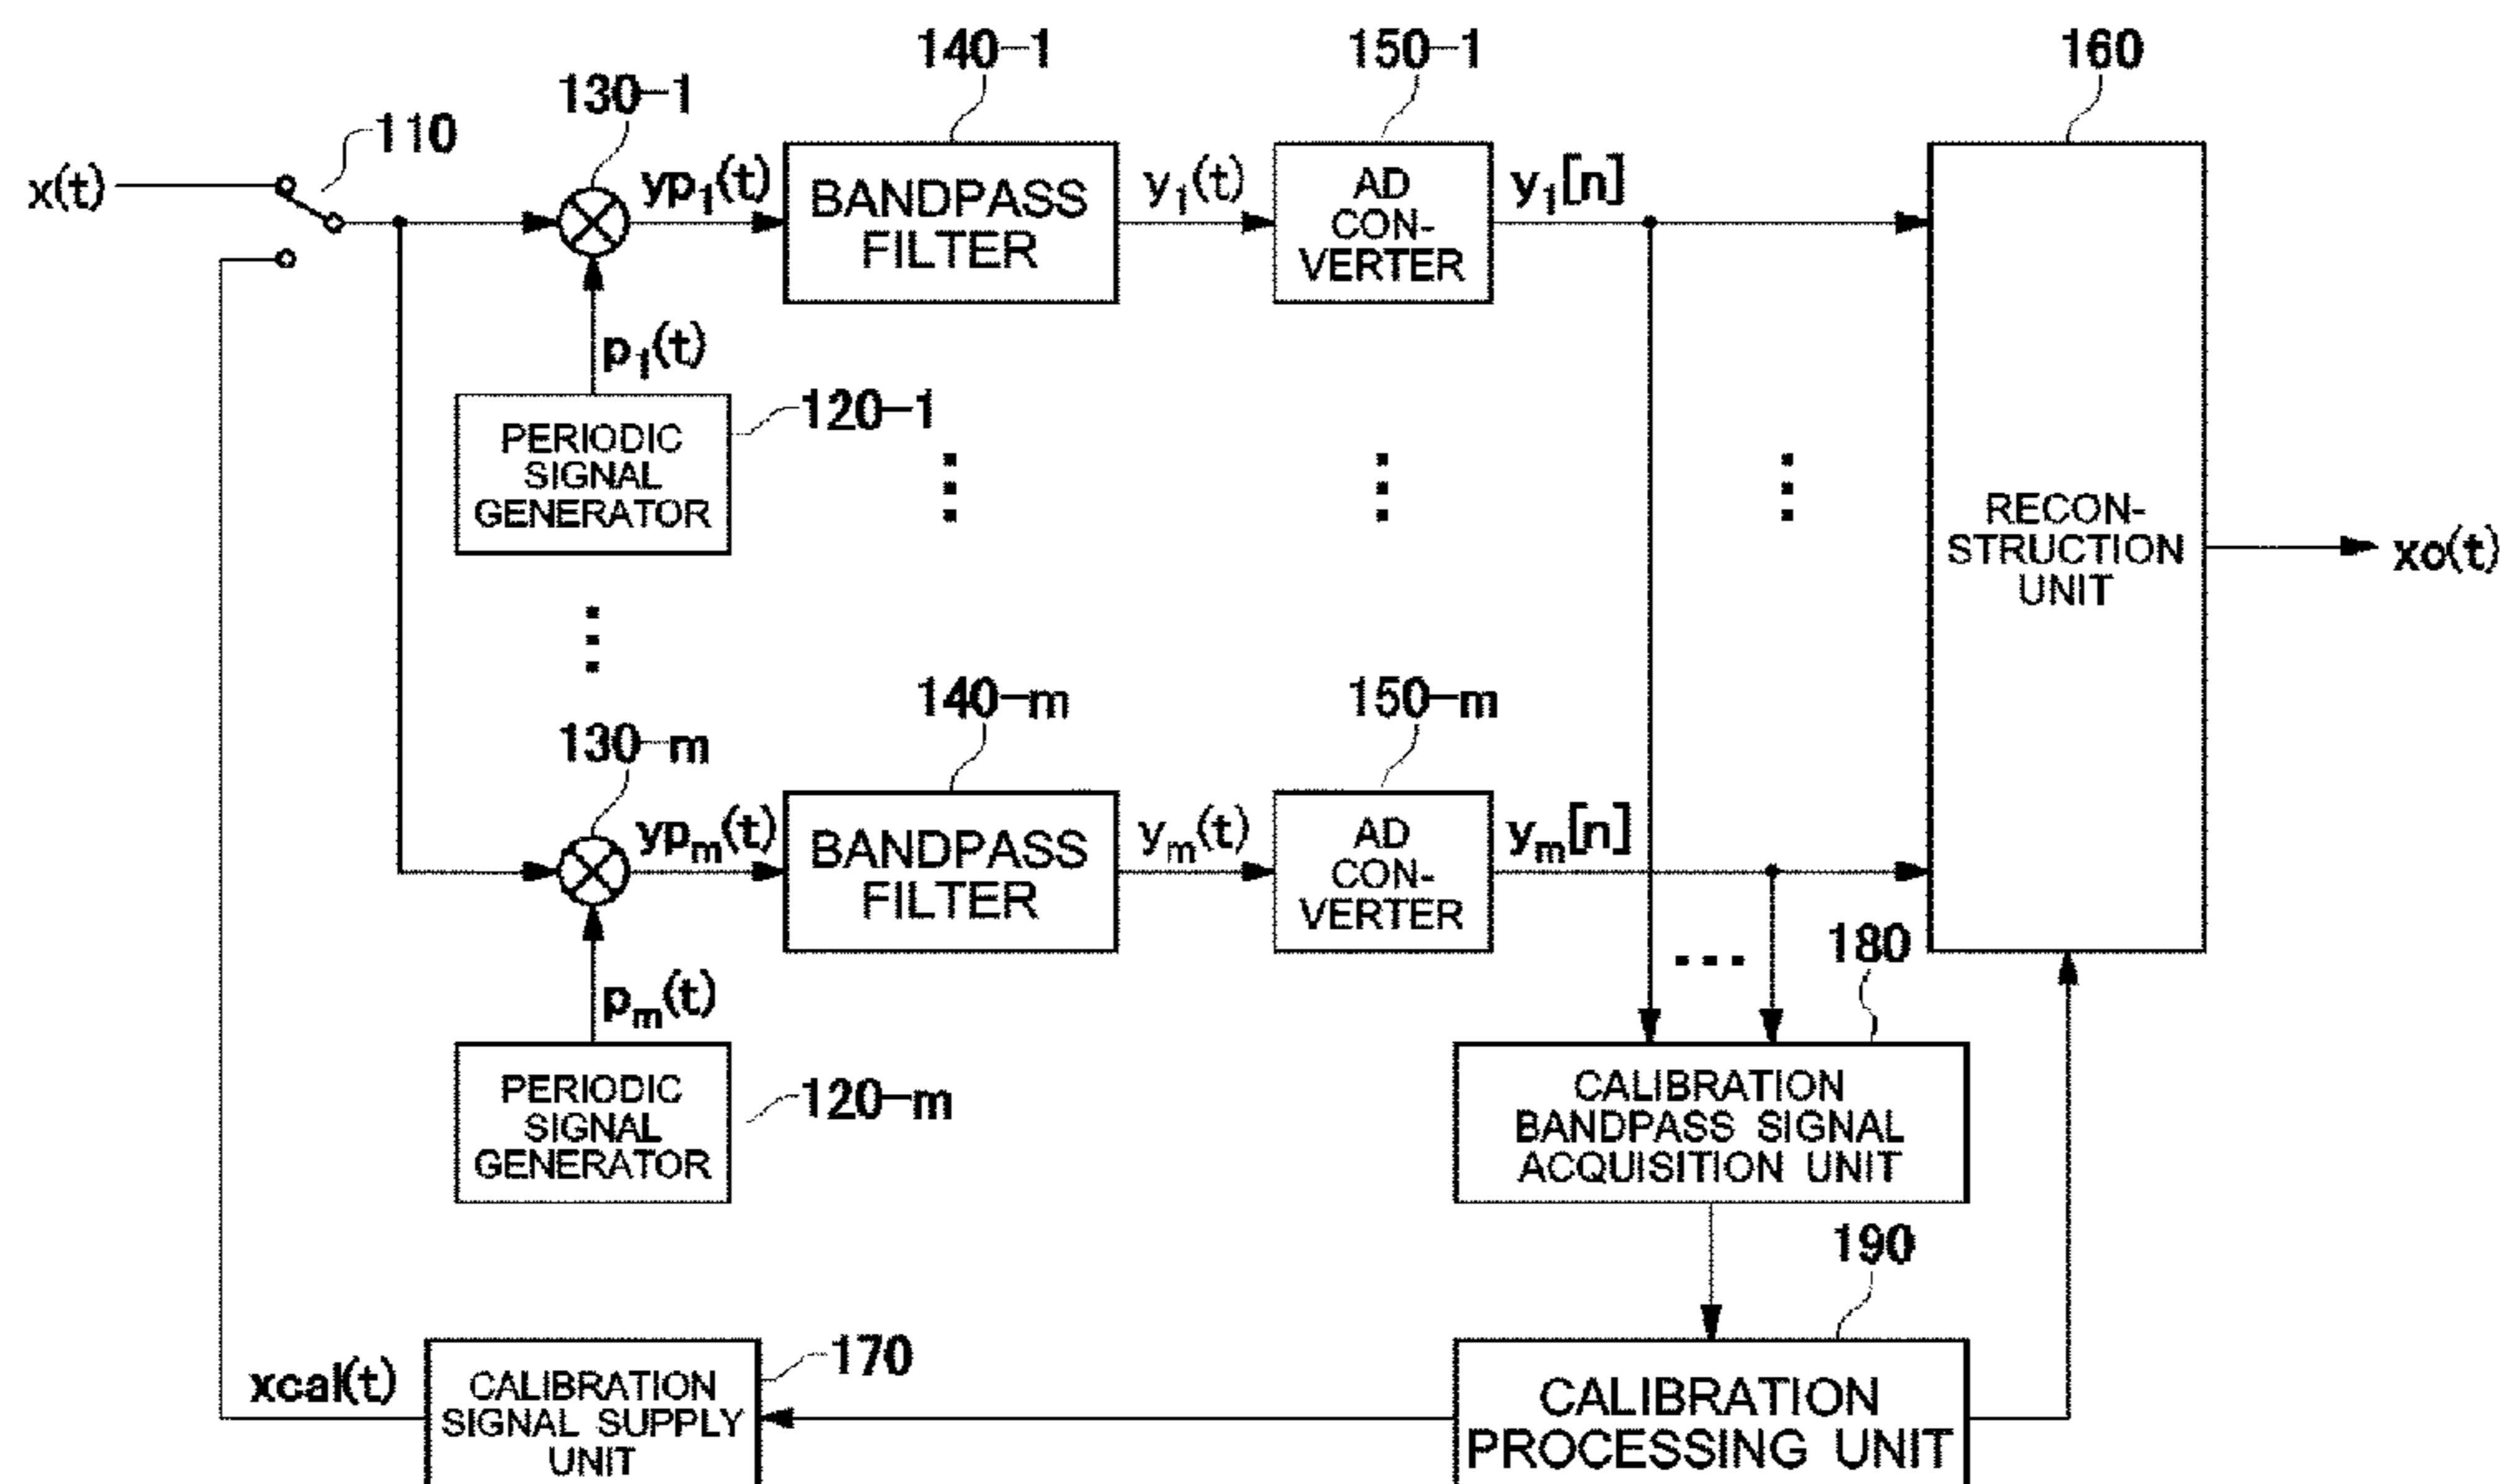 140-1
150-1
160
130-1
110
x(t)
yp1(t)
BANDPASS
FILTER
y1(t)
AD
CON-
VERTER
y1[n]
p1(t)
120-1
PERIODIC
SIGNAL
GENERATOR
RECON-
STRUCTION
UNIT
xo(t)
140-m
150-m
130-m
ypm(t)
BANDPASS
FILTER
ym(t)
AD
CON-
VERTER
ym[n]
180
pm(t)
PERIODIC
SIGNAL
GENERATOR
120-m
CALIBRATION
BANDPASS SIGNAL
ACQUISITION UNIT
190
170
xcal(t)
CALIBRATION
SIGNAL SUPPLY
UNIT
CALIBRATION
PROCESSING UNIT